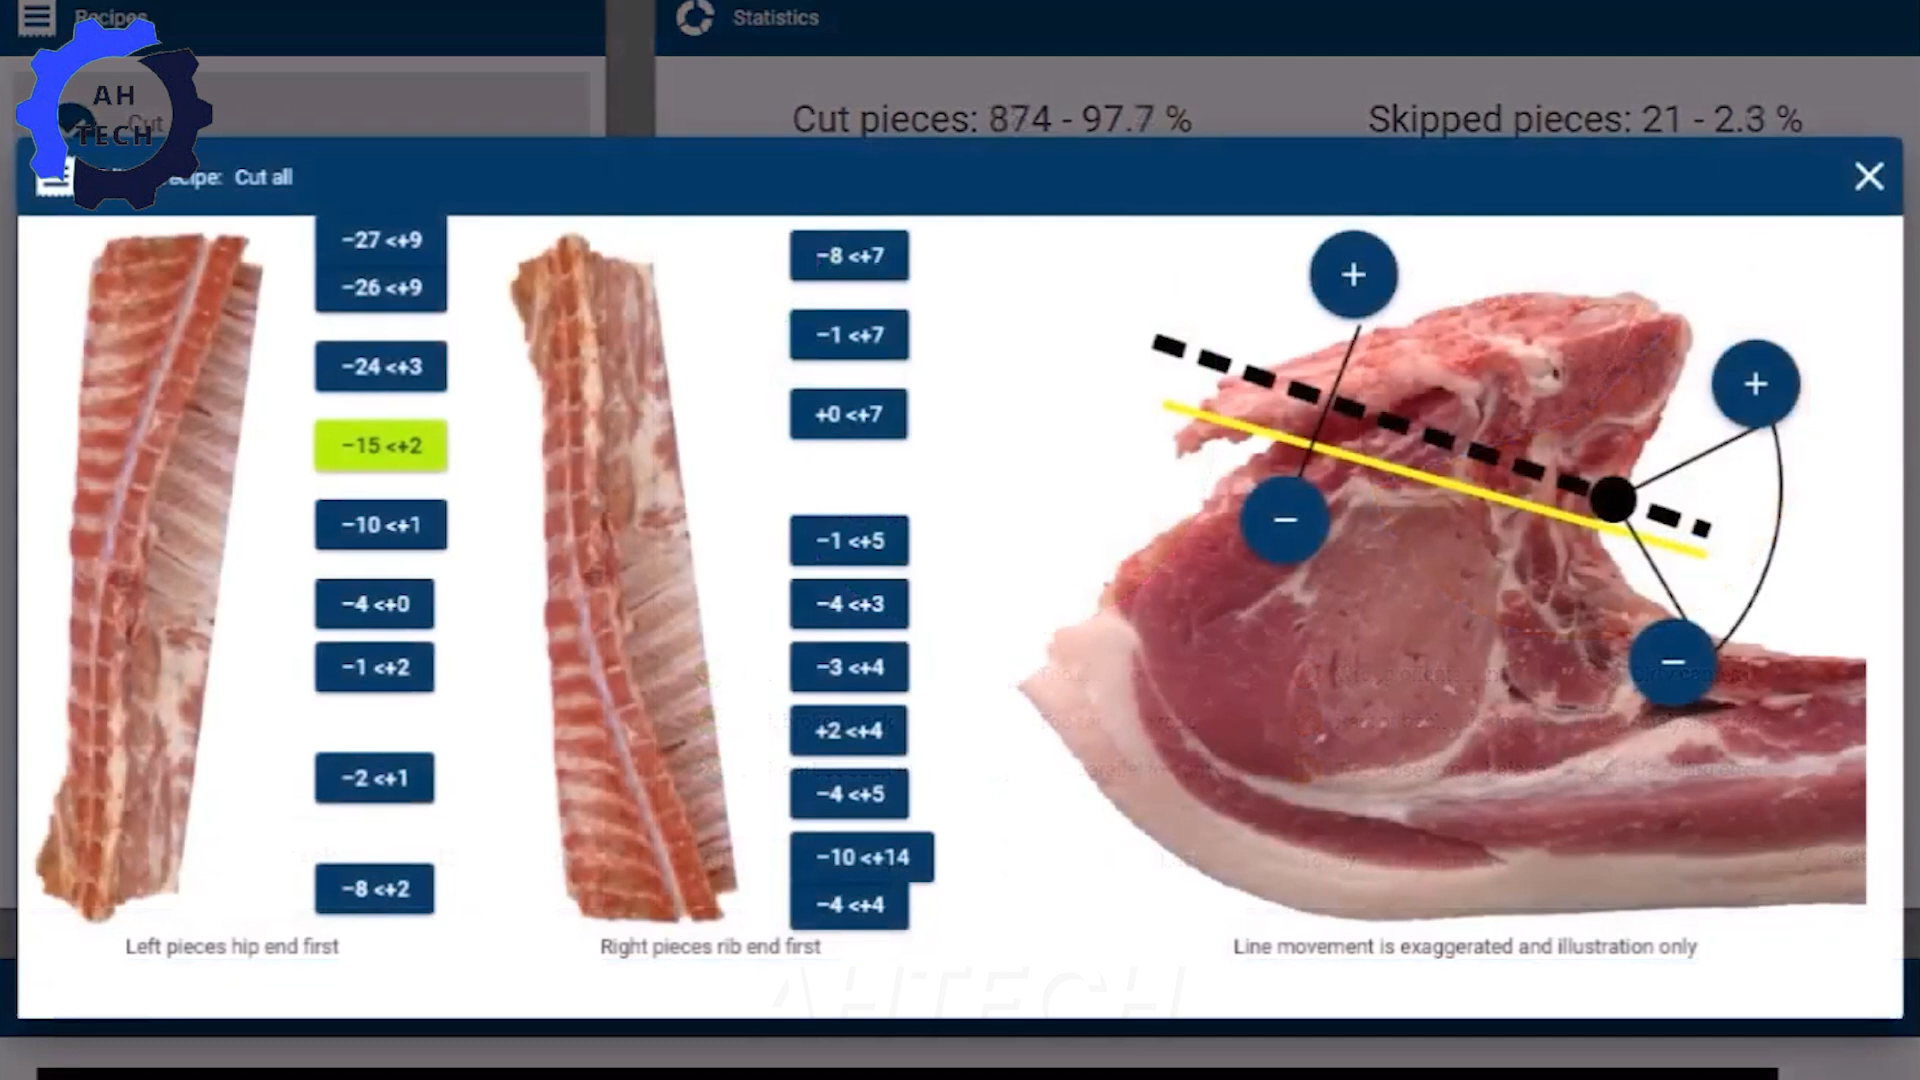 Recipes
Statistics
AH
TECH
Cut
Cut pieces: 874 - 97.7 %
Skipped pieces: 21 - 2.3 %
Cut all
−27 <+9
−26 <+9
−24 <+3
−15 <+2
−10 <+1
−4 <+0
−1 <+2
−2 <+1
−8 <+2
Left pieces hip end first
−8 <+7
−1 <+7
+0 <+7
−1 <+5
−4 <+3
−3 <+4
+2 <+4
−4 <+5
−10 <+14
−4 <+4
Right pieces rib end first
+
−
+
−
Line movement is exaggerated and illustration only
AHTECH